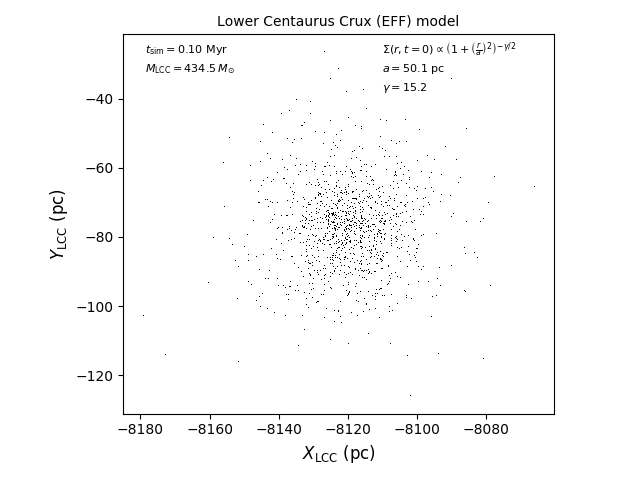 Lower Centaurus Crux (EFF) model
t_sim = 0.10 Myr
M_LCC = 434.5 M_⊙
Σ(r, t = 0) ∝ (1 + (r/a)²)^(−γ/2)
a = 50.1 pc
γ = 15.2
Y_LCC (pc)
−40
−60
−80
−100
−120
−8180 −8160 −8140 −8120 −8100 −8080
X_LCC (pc)